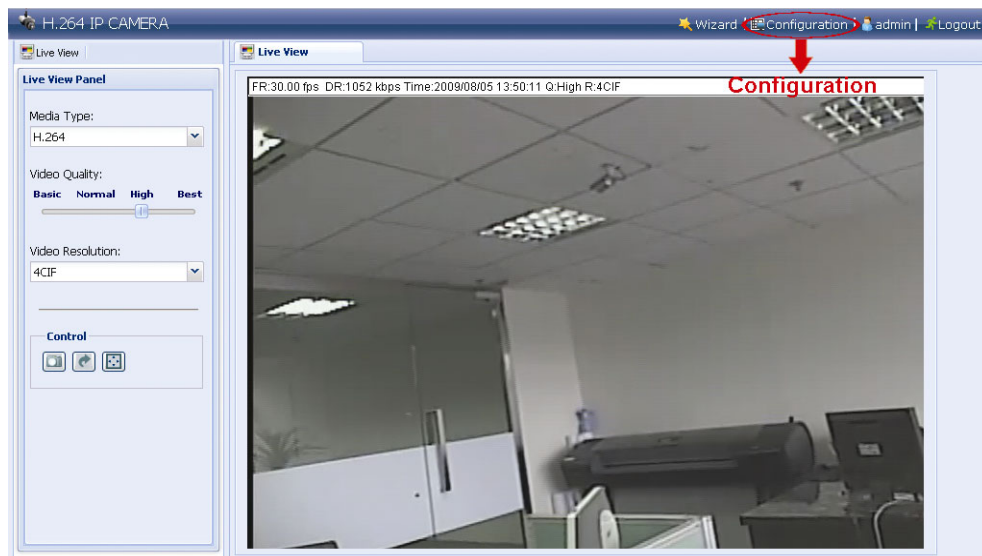 H.264 IP CAMERA
Wizard | Configuration | admin | Logout
Live View
Live View
Live View Panel
FR:30.00 fps DR:1052 kbps Time:2009/08/05 13:50:11 Q:High R:4CIF
Configuration
Media Type:
H.264
Video Quality:
Basic Normal High Best
Video Resolution:
4CIF
Control